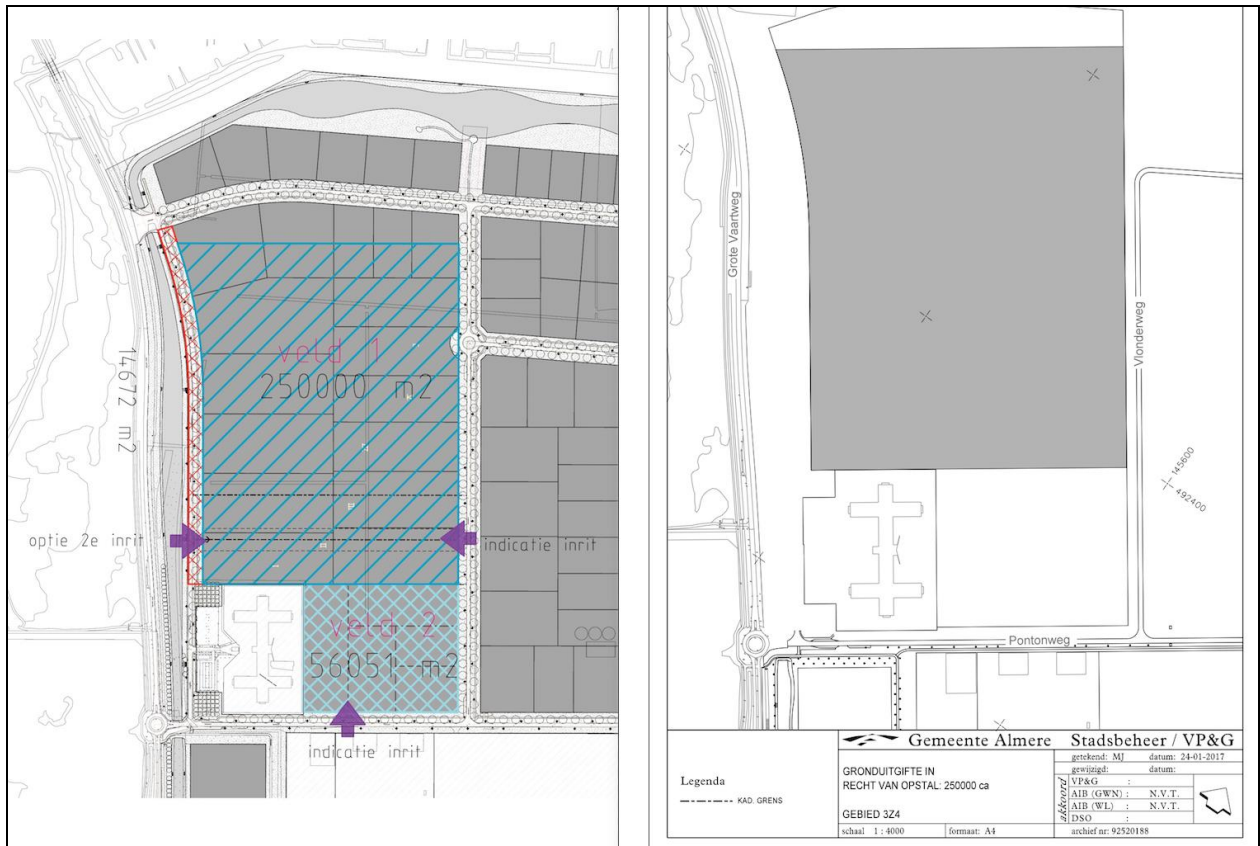 veld 1
250000 m2
14672 m2
optie 2e inrit
indicatie inrit
veld 2
56051 m2
indicatie inrit
Grote Vaartweg
Vlonderweg
145600
492400
Pontonweg
Legenda
KAD. GRENS
Gemeente Almere Stadsbeheer / VP&G
GRONDUITGIFTE IN
RECHT VAN OPSTAL: 250000 ca
GEBIED 3Z4
schaal 1 : 4000 formaat: A4
getekend: MJ datum: 24-01-2017
gewijzigd: datum:
akkoord
VP&G :
AIB (GWN) : N.V.T.
AIB (WL) : N.V.T.
DSO :
archief nr: 92520188